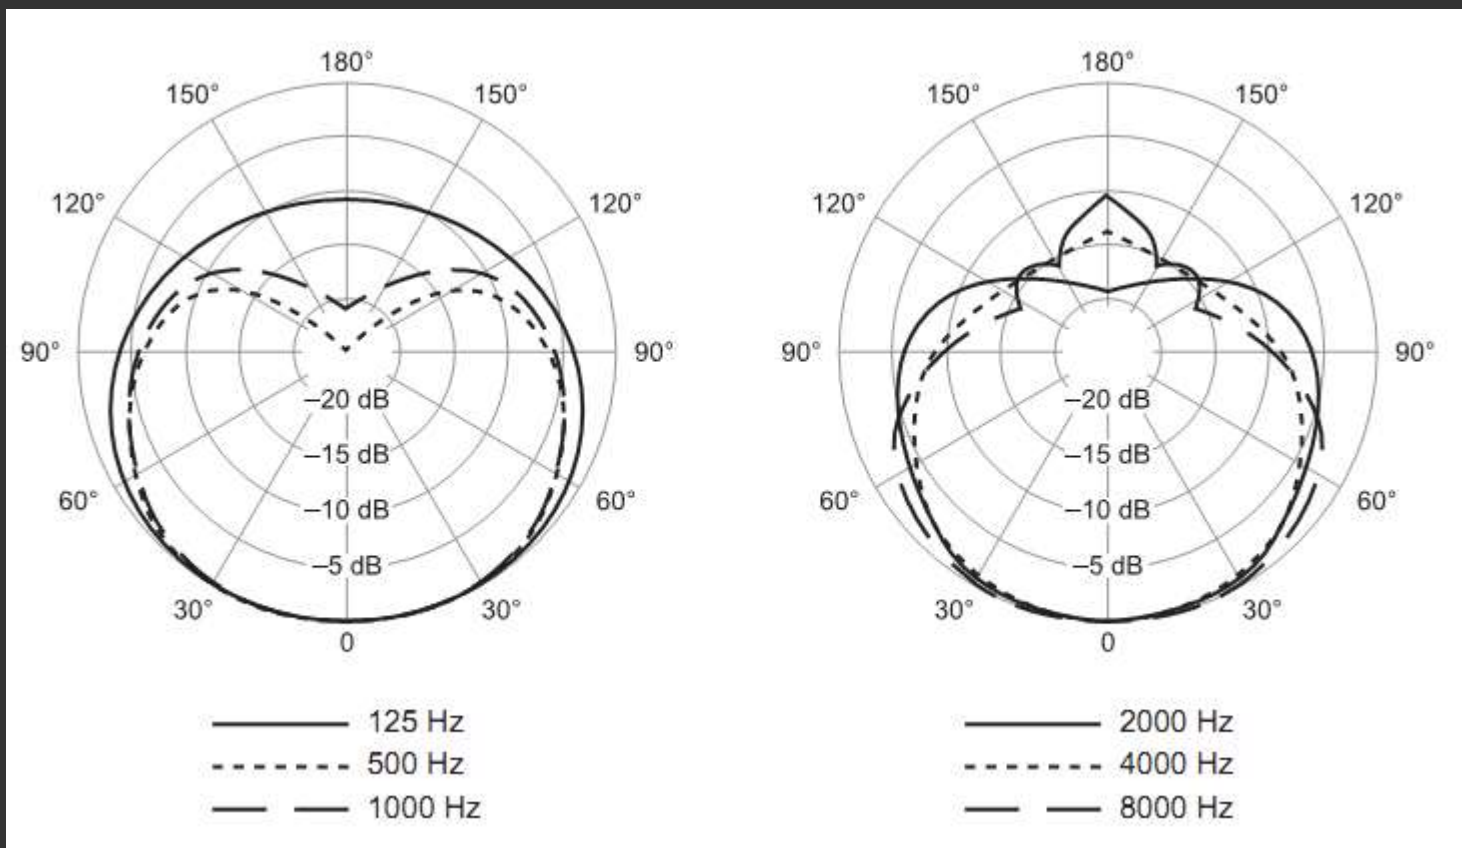 180°
150° 150°
120° 120°
90° 90°
–20 dB
–15 dB
60° 60°
–10 dB
–5 dB
30° 30°
0
125 Hz
500 Hz
1000 Hz
180°
150° 150°
120° 120°
90° 90°
–20 dB
–15 dB
60° 60°
–10 dB
–5 dB
30° 30°
0
2000 Hz
4000 Hz
8000 Hz